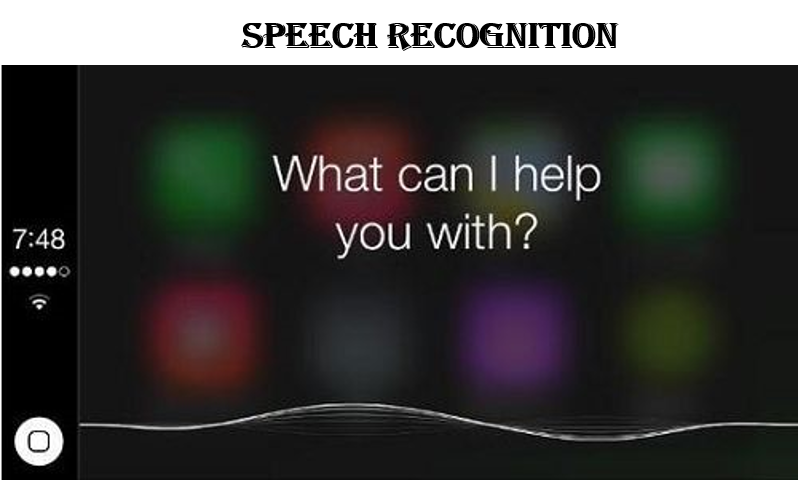 SPEECH RECOGNITION
What can I help
you with?
7:48